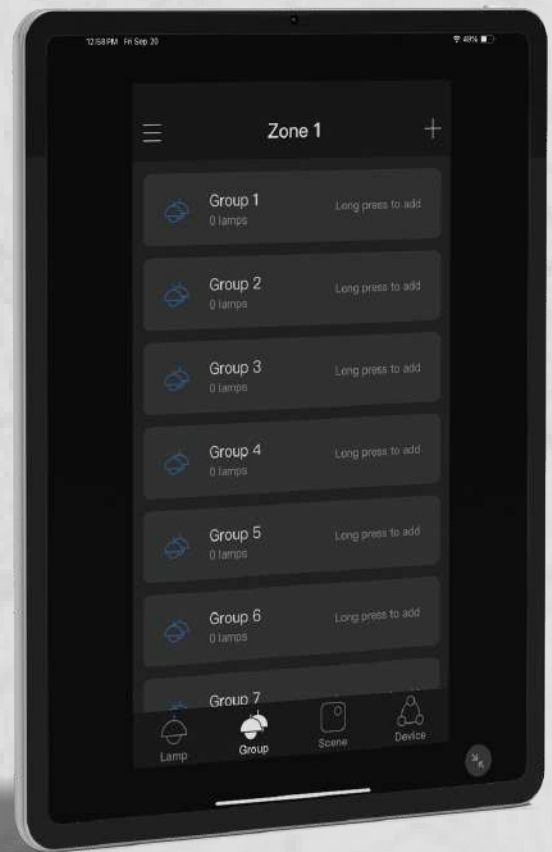 12:58 PM Fri Sep 20
49%
Zone 1
Group 1
0 lamps
Long press to add
Group 2
0 lamps
Long press to add
Group 3
0 lamps
Long press to add
Group 4
0 lamps
Long press to add
Group 5
0 lamps
Long press to add
Group 6
0 lamps
Long press to add
Group 7
Lamp
Group
Scene
Device